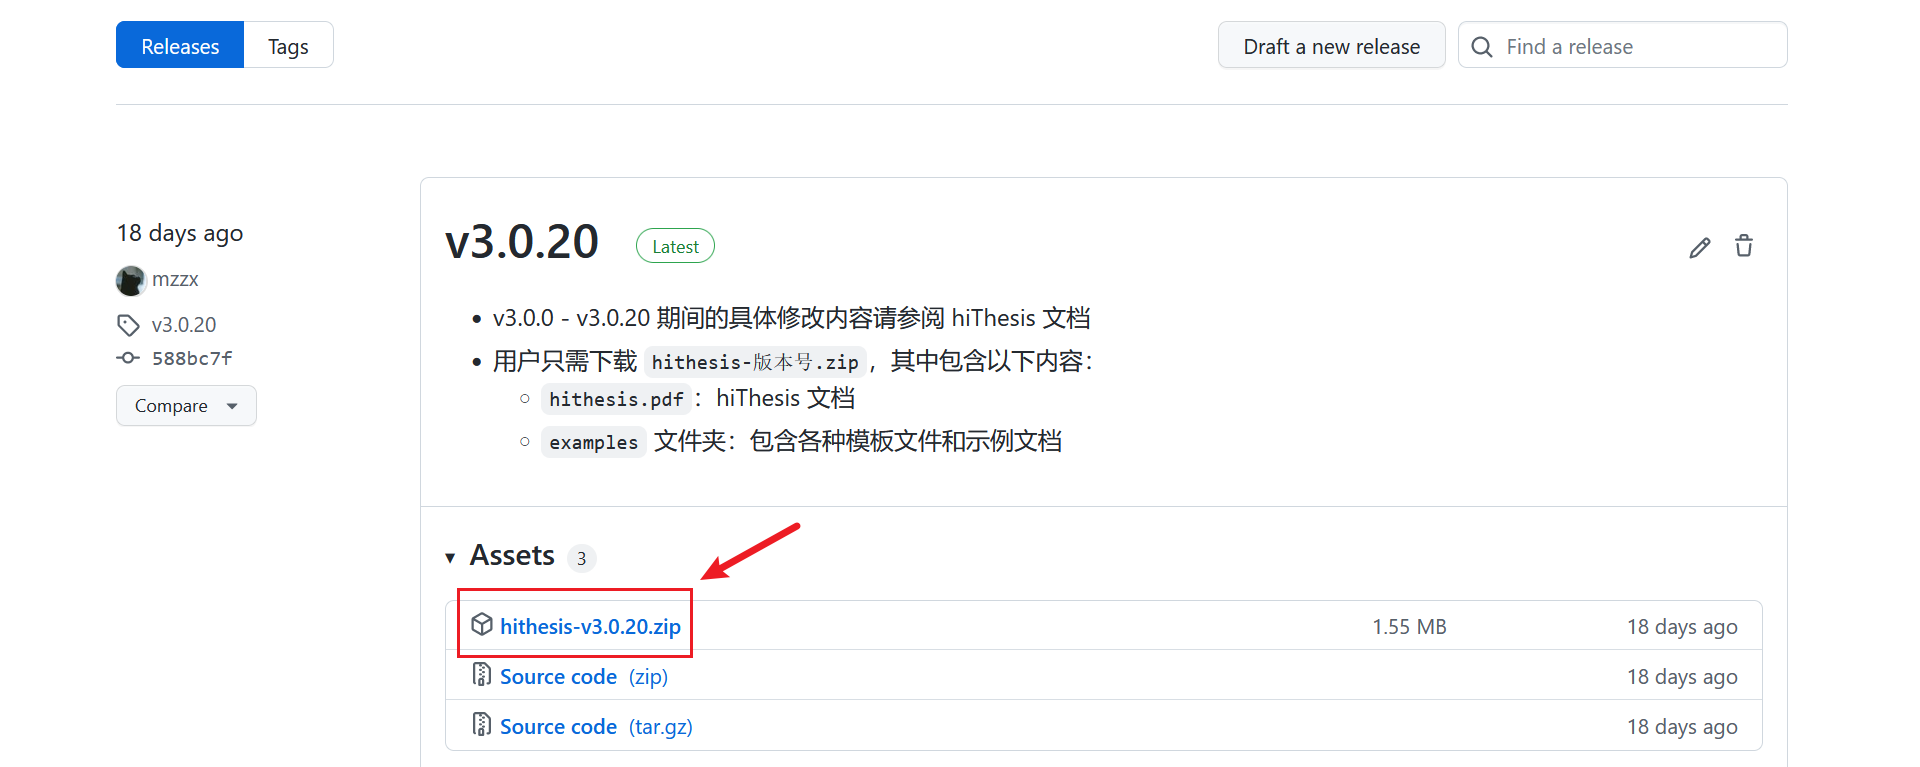 Releases Tags Draft a new release Find a release
18 days ago
mzzx
v3.0.20
588bc7f
Compare
v3.0.20 Latest
v3.0.0 - v3.0.20 期间的具体修改内容请参阅 hiThesis 文档
用户只需下载 hithesis-版本号.zip，其中包含以下内容：
hithesis.pdf：hiThesis 文档
examples 文件夹：包含各种模板文件和示例文档
Assets 3
hithesis-v3.0.20.zip 1.55 MB 18 days ago
Source code (zip) 18 days ago
Source code (tar.gz) 18 days ago